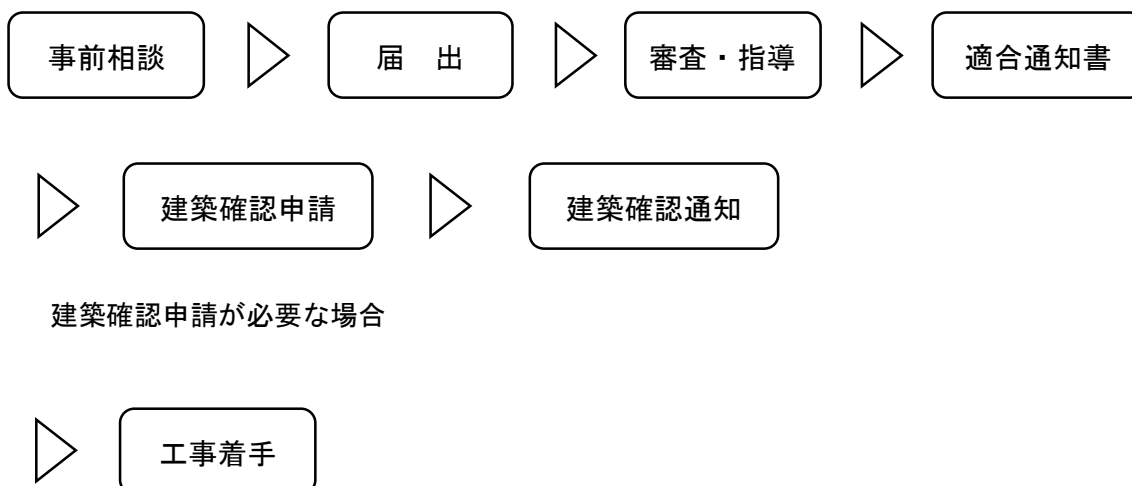 事前相談
届　出
審査・指導
適合通知書
建築確認申請
建築確認通知
建築確認申請が必要な場合
工事着手